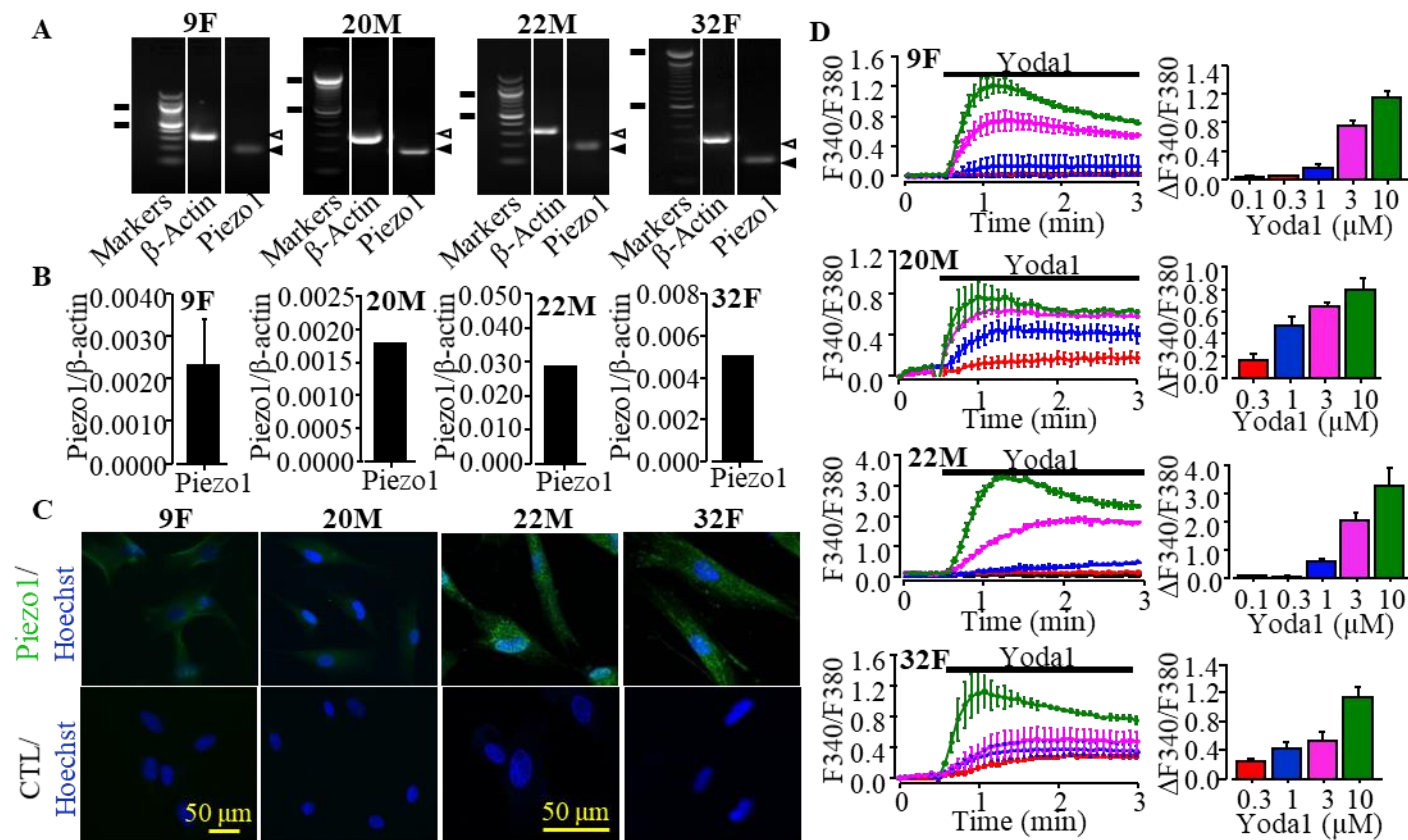 A
9F
20M
22M
32F
Markers
β-Actin
Piezo1
Markers
β-Actin
Piezo1
Markers
β-Actin
Piezo1
Markers
β-Actin
Piezo1
B
Piezo1/β-actin
0.0040
0.0030
0.0020
0.0010
0.0000
9F
Piezo1
Piezo1/β-actin
0.0025
0.0020
0.0015
0.0010
0.0005
0.0000
20M
Piezo1
Piezo1/β-actin
0.050
0.040
0.030
0.020
0.010
0.000
22M
Piezo1
Piezo1/β-actin
0.008
0.006
0.004
0.002
0.000
32F
Piezo1
C
9F
20M
22M
32F
Piezo1/
Hoechst
CTL/
Hoechst
50 µm
50 µm
D
9F
Yoda1
F340/F380
1.6
1.2
0.8
0.4
0.0
0 1 2 3
Time (min)
ΔF340/F380
1.4
1.2
0.8
0.4
0.0
0.1 0.3 1 3 10
Yoda1 (µM)
20M
Yoda1
F340/F380
1.2
0.8
0.4
0.0
0 1 2 3
Time (min)
ΔF340/F380
1.0
0.8
0.6
0.4
0.2
0.0
0.3 1 3 10
Yoda1 (µM)
22M
Yoda1
F340/F380
4.0
3.0
2.0
1.0
0.0
0 1 2 3
Time (min)
ΔF340/F380
4.0
3.0
2.0
1.0
0.0
0.1 0.3 1 3 10
Yoda1 (µM)
32F
Yoda1
F340/F380
1.6
1.2
0.8
0.4
0.0
0 1 2 3
Time (min)
ΔF340/F380
1.6
1.2
0.8
0.4
0.0
0.3 1 3 10
Yoda1 (µM)